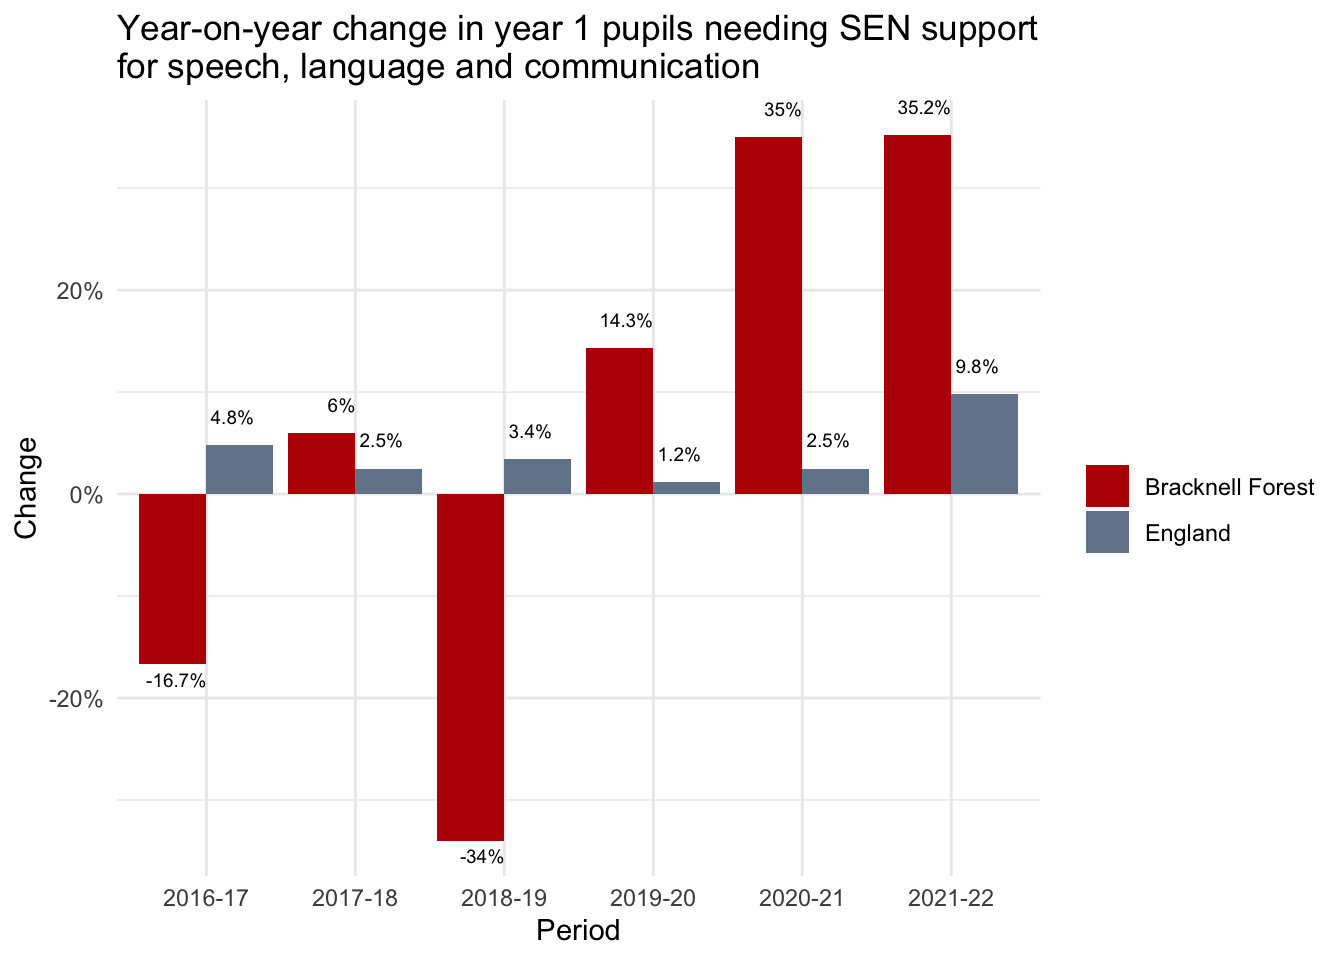 Year-on-year change in year 1 pupils needing SEN support
for speech, language and communication
35%
35.2%
20%
14.3%
9.8%
4.8%
6%
2.5%
3.4%
1.2%
2.5%
0%
Change
Bracknell Forest
England
-16.7%
-20%
-34%
2016-17 2017-18 2018-19 2019-20 2020-21 2021-22
Period